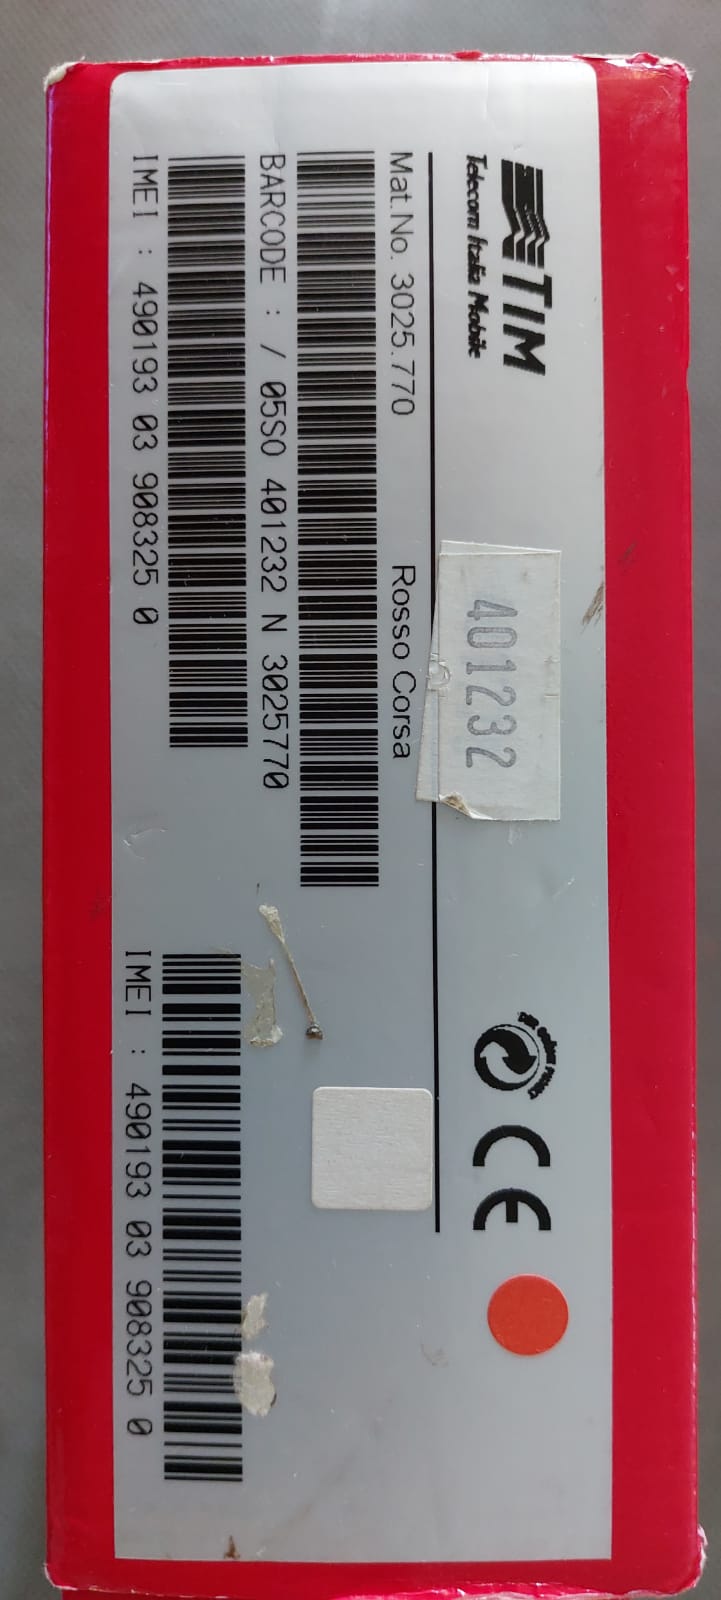 TIM
Telecom Italia Mobile
401232
Mat.No. 3025.770 Rosso Corsa
BARCODE : / 05S0 401232 N 3025770
IMEI : 490193 03 908325 0
IMEI : 490193 03 908325 0
CE